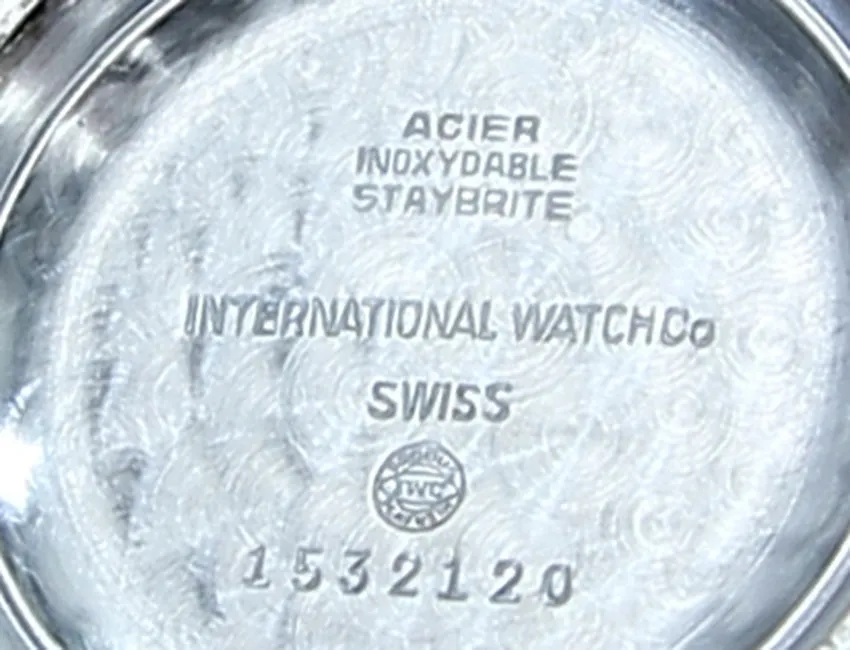 ACIER
INOXYDABLE
STAYBRITE
INTERNATIONAL WATCH Co
SWISS
IWC
1532120